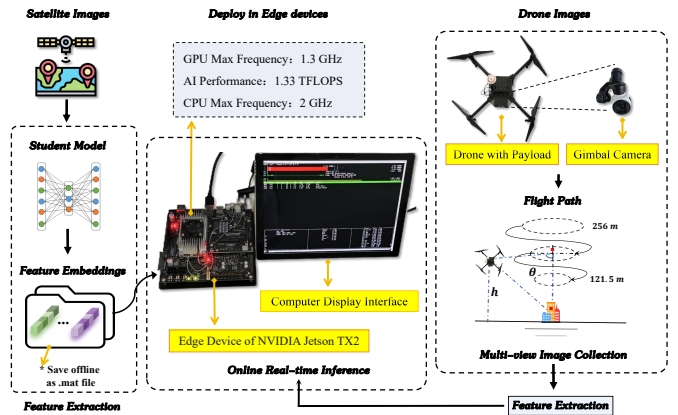 Satellite Images
Deploy in Edge devices
Drone Images
GPU Max Frequency：1.3 GHz
AI Performance：1.33 TFLOPS
CPU Max Frequency：2 GHz
Student Model
Feature Embeddings
...
* Save offline
as .mat file
Feature Extraction
Computer Display Interface
Edge Device of NVIDIA Jetson TX2
Online Real-time Inference
Drone with Payload
Gimbal Camera
Flight Path
256 m
θ
121.5 m
h
Multi-view Image Collection
Feature Extraction